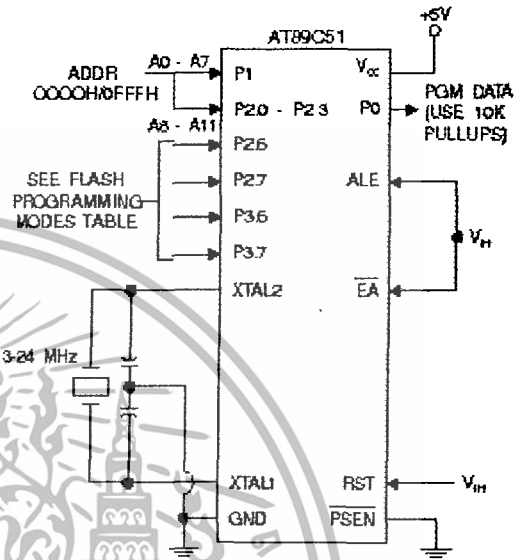 +5V
AT89C51
A0 - A7
ADDR
0000H/0FFFH
P1
VCC
P2.0 - P2.3
P0
PGM DATA
(USE 10K
PULLUPS)
A8 - A11
P2.6
P2.7
ALE
SEE FLASH
PROGRAMMING
MODES TABLE
P3.6
VIH
P3.7
XTAL2
EA
3-24 MHz
XTAL1
RST
VIH
GND
PSEN